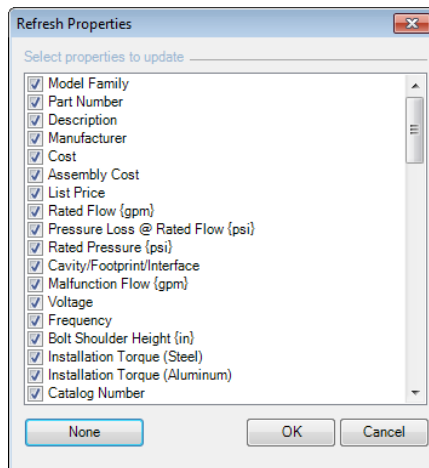 Refresh Properties
Select properties to update
Model Family
Part Number
Description
Manufacturer
Cost
Assembly Cost
List Price
Rated Flow {gpm}
Pressure Loss @ Rated Flow {psi}
Rated Pressure {psi}
Cavity/Footprint/Interface
Malfunction Flow {gpm}
Voltage
Frequency
Bolt Shoulder Height {in}
Installation Torque (Steel)
Installation Torque (Aluminum)
Catalog Number
None OK Cancel